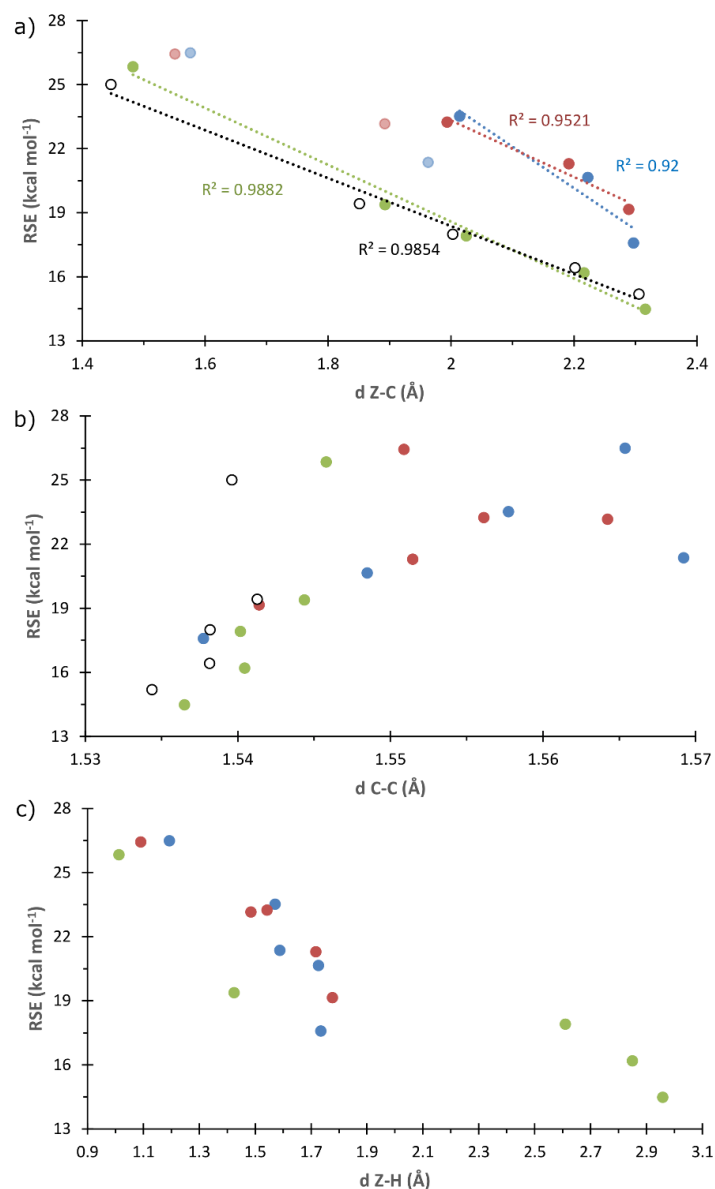 a)
28
25
22
19
16
13
RSE (kcal mol⁻¹)
R² = 0.9521
R² = 0.92
R² = 0.9882
R² = 0.9854
1.4 1.6 1.8 2 2.2 2.4
d Z-C (Å)
b)
28
25
22
19
16
13
RSE (kcal mol⁻¹)
1.53 1.54 1.55 1.56 1.57
d C-C (Å)
c)
28
25
22
19
16
13
RSE (kcal mol⁻¹)
0.9 1.1 1.3 1.5 1.7 1.9 2.1 2.3 2.5 2.7 2.9 3.1
d Z-H (Å)